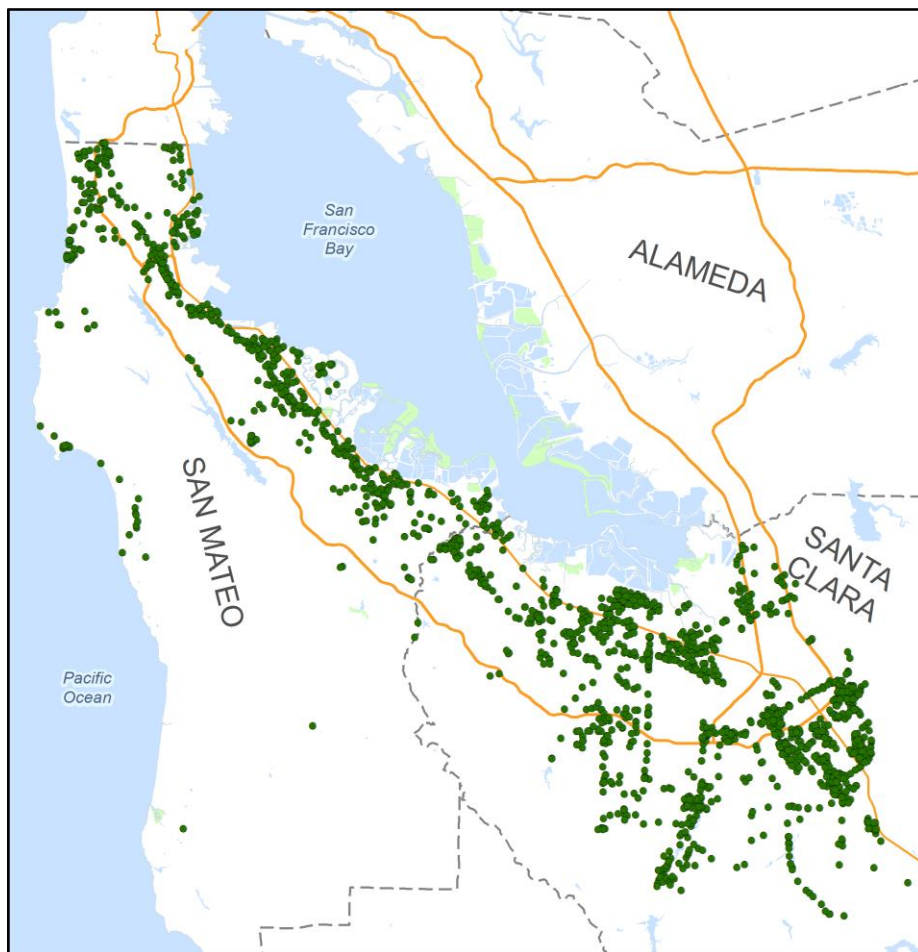 San
Francisco
Bay
ALAMEDA
SAN MATEO
SANTA
CLARA
Pacific
Ocean